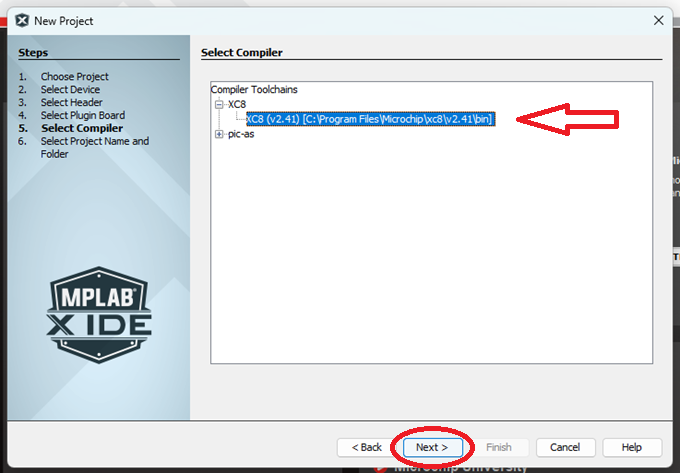 New Project
Steps
1. Choose Project
2. Select Device
3. Select Header
4. Select Plugin Board
5. Select Compiler
6. Select Project Name and
Folder
MPLAB®
X IDE
Select Compiler
Compiler Toolchains
XC8
XC8 (v2.41) [C:\Program Files\Microchip\xc8\v2.41\bin]
pic-as
< Back
Next >
Finish
Cancel
Help
Microchip University